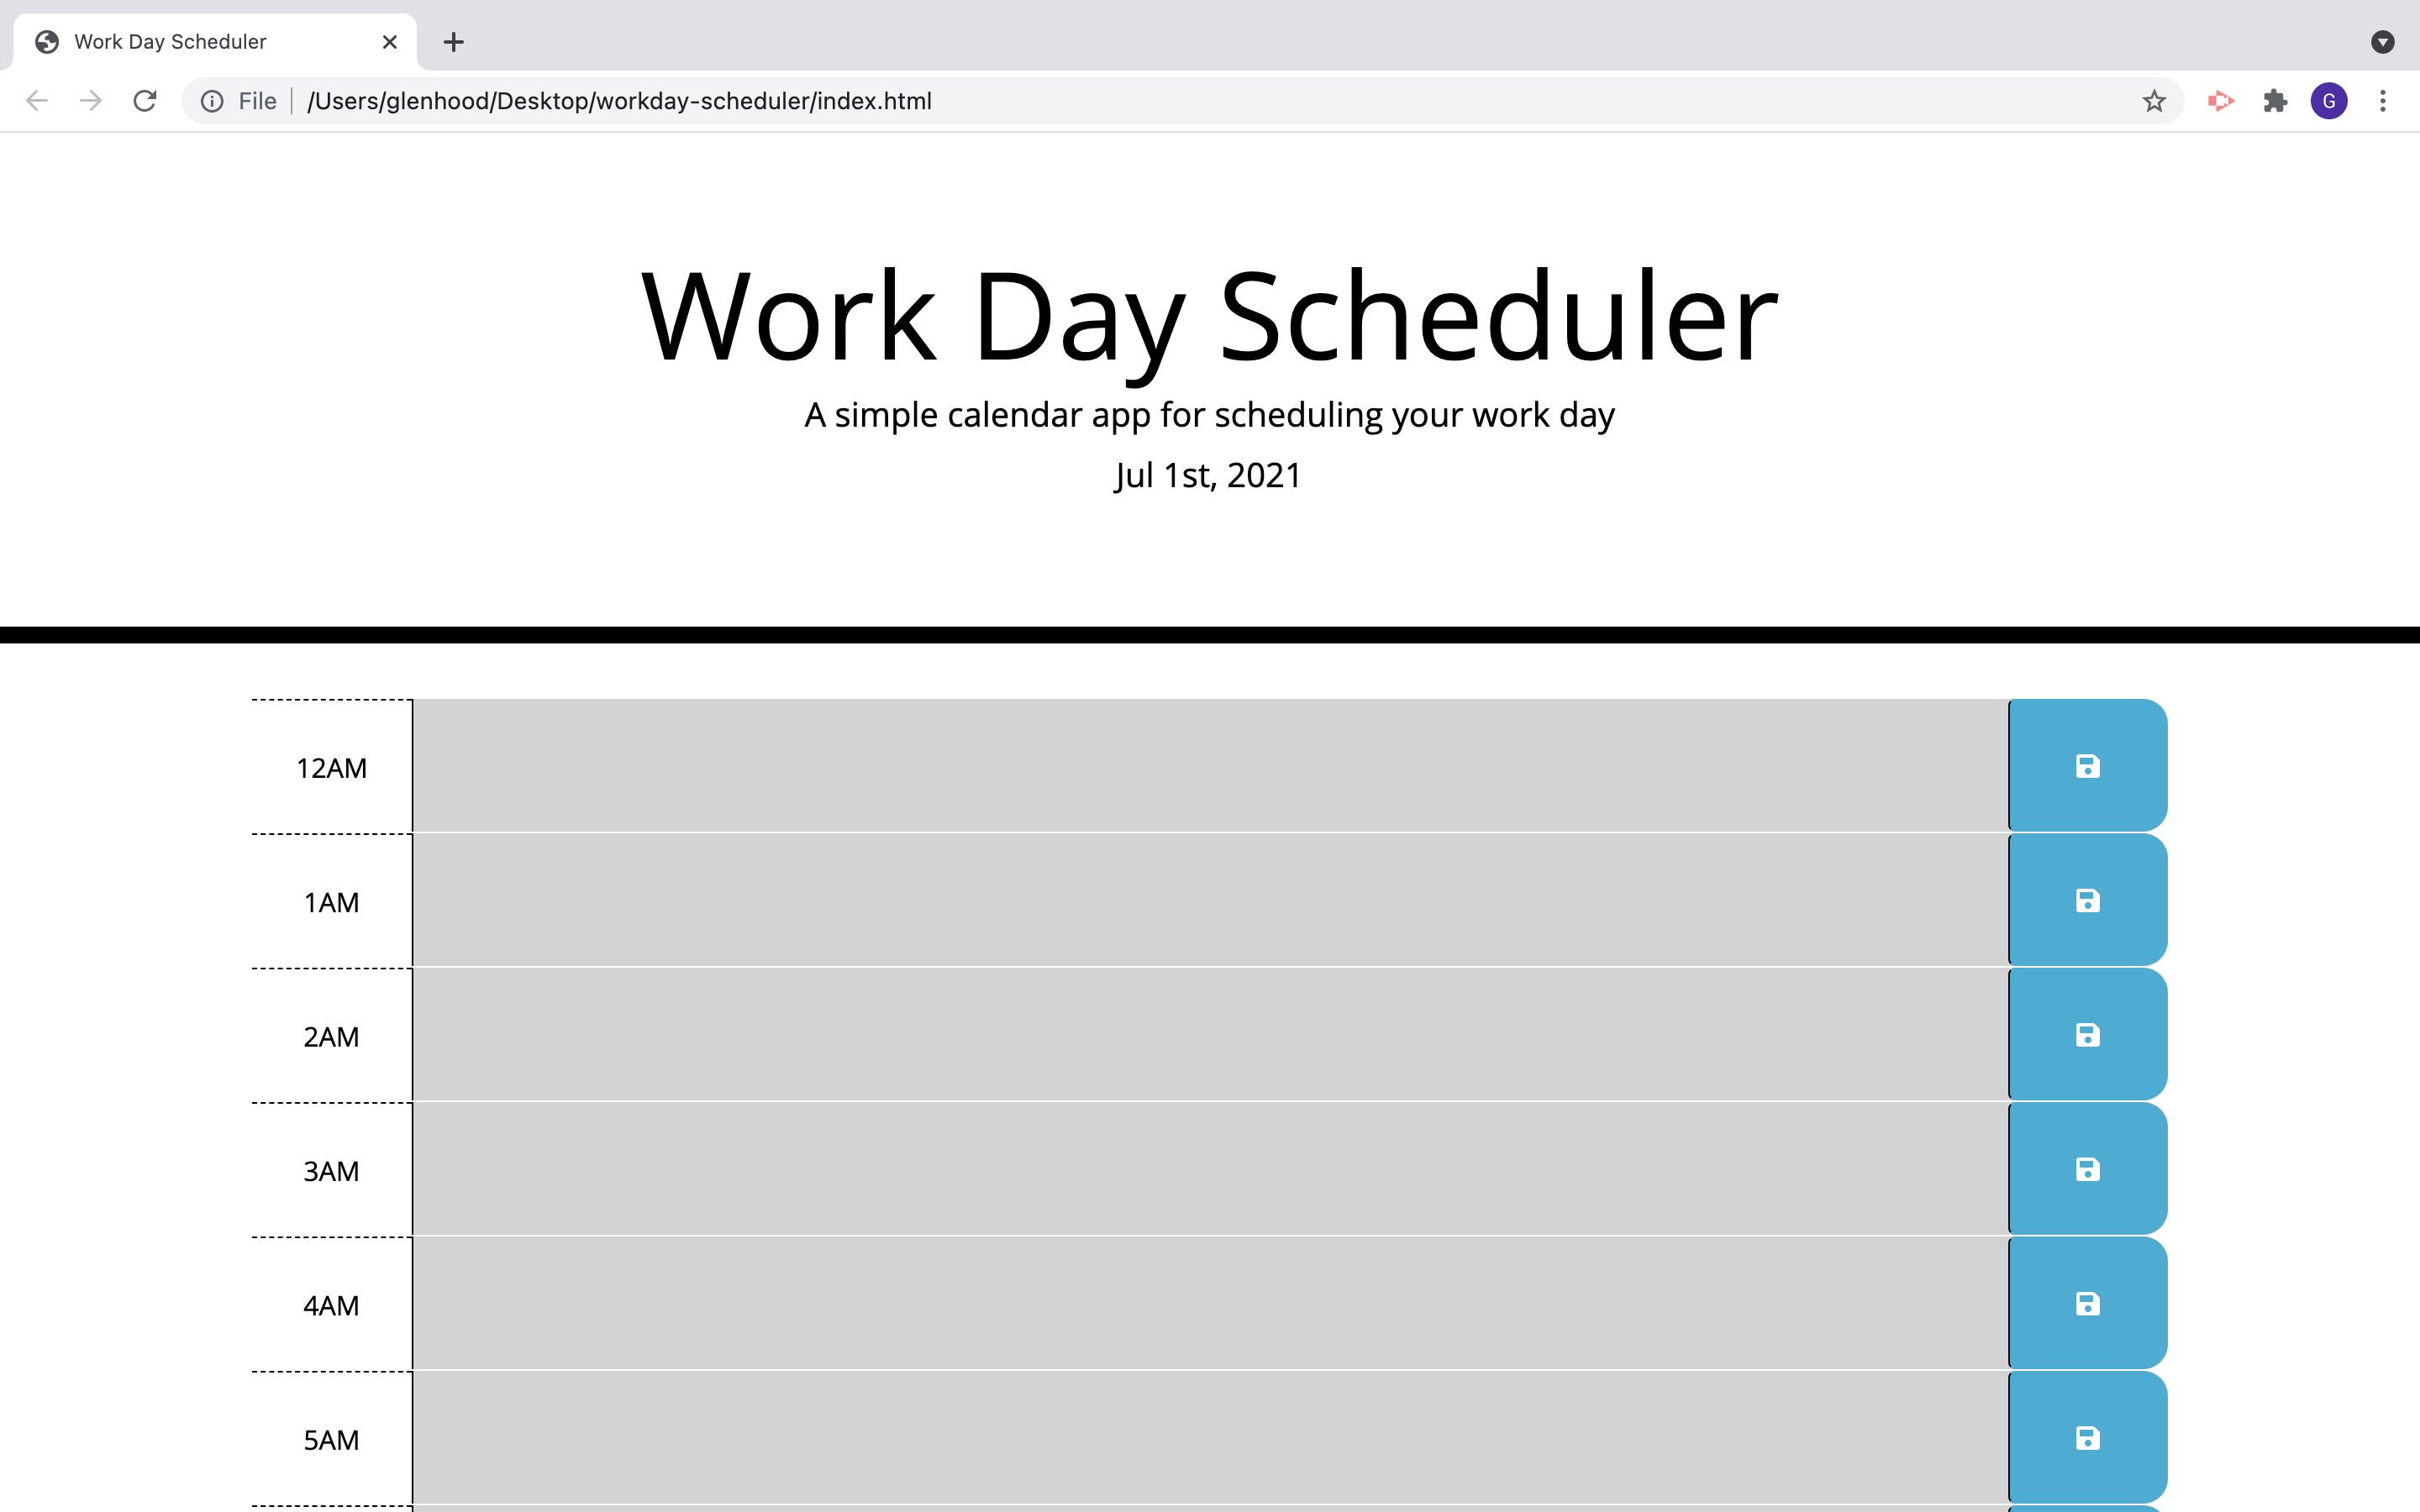 Work Day Scheduler
File /Users/glenhood/Desktop/workday-scheduler/index.html
G
Work Day Scheduler
A simple calendar app for scheduling your work day
Jul 1st, 2021
12AM
1AM
2AM
3AM
4AM
5AM